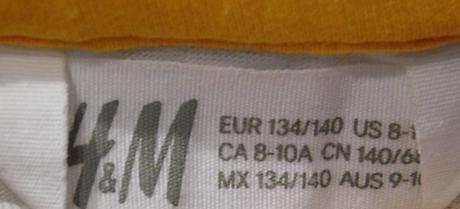 H&M
EUR 134/140 US
CA 8-10A CN
MX 134/140 AUS